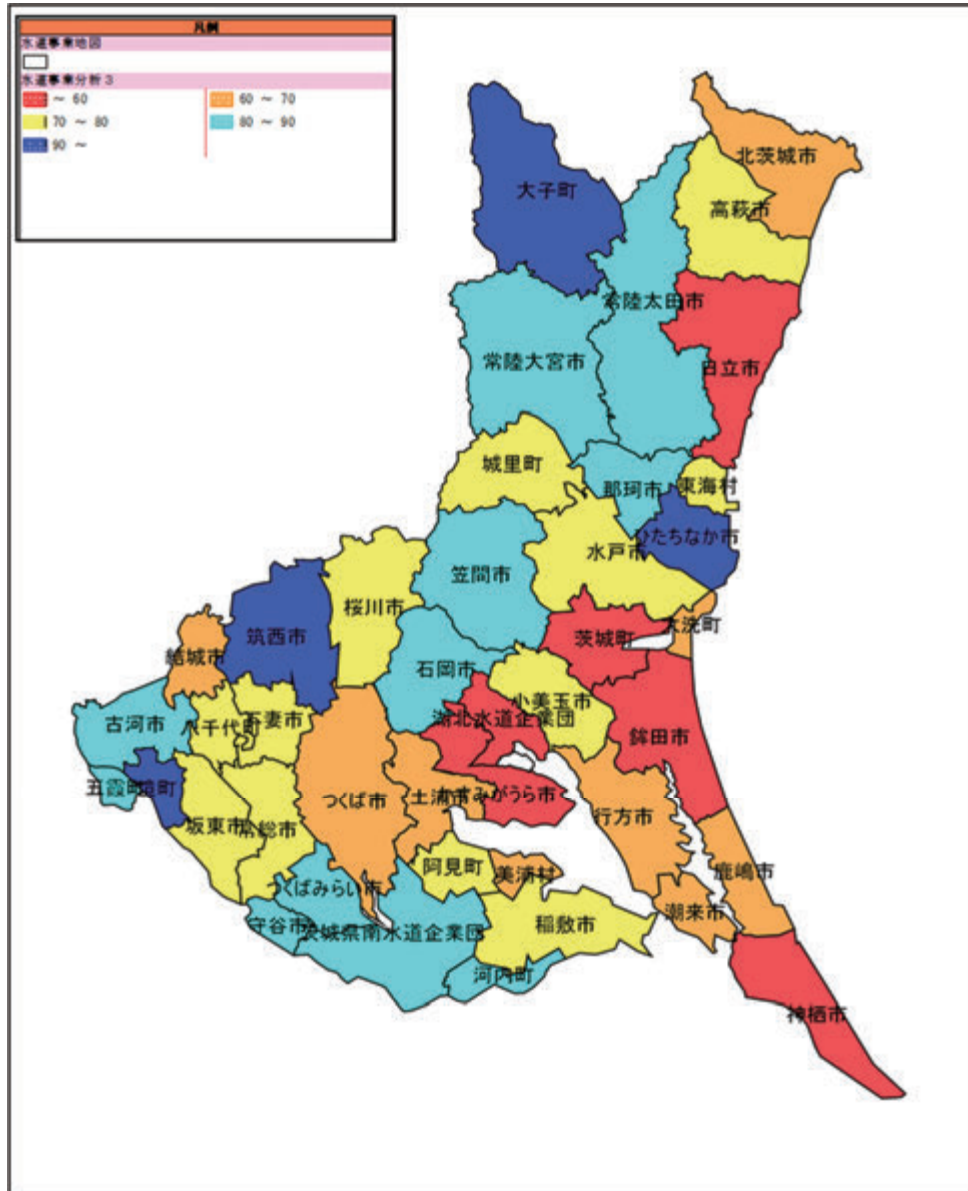 凡例
水道事業地図
水道事業分析3
～ 60
60 ～ 70
70 ～ 80
80 ～ 90
90 ～
北茨城市
大子町
高萩市
常陸太田市
常陸大宮市
日立市
城里町
那珂市
東海村
ひたちなか市
水戸市
笠間市
桜川市
筑西市
大洗町
茨城町
結城市
石岡市
小美玉市
湖北水道企業団
古河市
八千代町
下妻市
鉾田市
五霞町
境町
つくば市
土浦市
かすみがうら市
行方市
坂東市
常総市
阿見町
美浦村
鹿嶋市
つくばみらい市
潮来市
守谷市
茨城県南水道企業団
稲敷市
河内町
神栖市